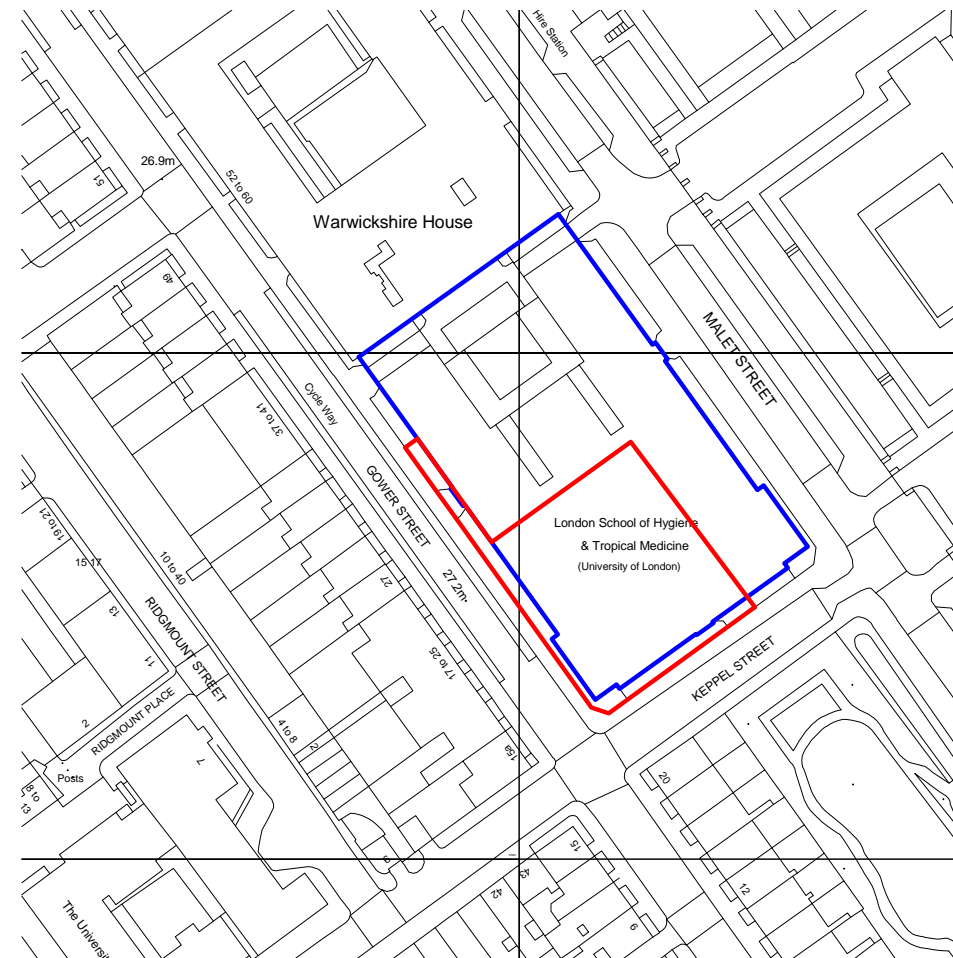 Hire Station
26.9m
51
52 to 60
Warwickshire House
49
MALET STREET
Cycle Way
37 to 41
GOWER STREET
London School of Hygiene
& Tropical Medicine
(University of London)
19 to 21
15 17
10 to 40
27
27.2m
13
RIDGMOUNT STREET
11
17 to 25
KEPPEL STREET
RIDGMOUNT PLACE
2
4 to 8
2
15a
7
Posts
20
8 to
13
15
43
42
12
6
The Universi